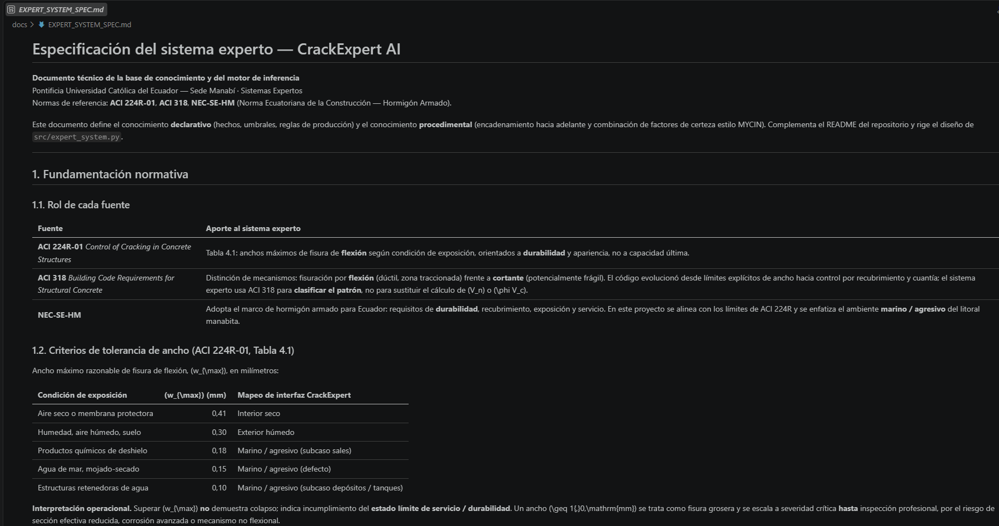 EXPERT_SYSTEM_SPEC.md
docs > EXPERT_SYSTEM_SPEC.md
Especificación del sistema experto — CrackExpert AI
Documento técnico de la base de conocimiento y del motor de inferencia
Pontificia Universidad Católica del Ecuador — Sede Manabí · Sistemas Expertos
Normas de referencia: ACI 224R-01, ACI 318, NEC-SE-HM (Norma Ecuatoriana de la Construcción — Hormigón Armado).
Este documento define el conocimiento declarativo (hechos, umbrales, reglas de producción) y el conocimiento procedimental (encadenamiento hacia adelante y combinación de factores de certeza estilo MYCIN). Complementa el README del repositorio y rige el diseño de
src/expert_system.py.
1. Fundamentación normativa
1.1. Rol de cada fuente
Fuente Aporte al sistema experto
ACI 224R-01 Control of Cracking in Concrete
Structures
Tabla 4.1: anchos máximos de fisura de flexión según condición de exposición, orientados a durabilidad y apariencia, no a capacidad última.
ACI 318 Building Code Requirements for
Structural Concrete
Distinción de mecanismos: fisuración por flexión (dúctil, zona traccionada) frente a cortante (potencialmente frágil). El código evolucionó desde límites explícitos de ancho hacia control por recubrimiento y cuantía; el sistema
experto usa ACI 318 para clasificar el patrón, no para sustituir el cálculo de (V_n) o (\phi V_c).
NEC-SE-HM
Adopta el marco de hormigón armado para Ecuador: requisitos de durabilidad, recubrimiento, exposición y servicio. En este proyecto se alinea con los límites de ACI 224R y se enfatiza el ambiente marino / agresivo del litoral
manabita.
1.2. Criterios de tolerancia de ancho (ACI 224R-01, Tabla 4.1)
Ancho máximo razonable de fisura de flexión, (w_{\max}), en milímetros:
Condición de exposición (w_{\max}) (mm) Mapeo de interfaz CrackExpert
Aire seco o membrana protectora 0,41 Interior seco
Humedad, aire húmedo, suelo 0,30 Exterior húmedo
Productos químicos de deshielo 0,18 Marino / agresivo (subcaso sales)
Agua de mar, mojado-secado 0,15 Marino / agresivo (defecto)
Estructuras retenedoras de agua 0,10 Marino / agresivo (subcaso depósitos / tanques)
Interpretación operacional. Superar (w_{\max}) no demuestra colapso; indica incumplimiento del estado límite de servicio / durabilidad. Un ancho (\geq 1{,}0,\mathrm{mm}) se trata como fisura grosera y se escala a severidad crítica hasta inspección profesional, por el riesgo de
sección efectiva reducida, corrosión avanzada o mecanismo no flexional.